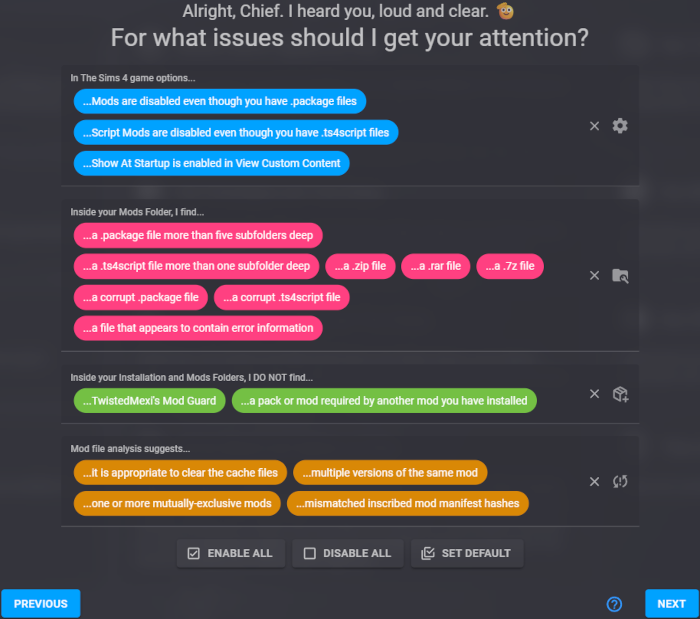 Alright, Chief. I heard you, loud and clear.
For what issues should I get your attention?
In The Sims 4 game options...
...Mods are disabled even though you have .package files
...Script Mods are disabled even though you have .ts4script files
...Show At Startup is enabled in View Custom Content
Inside your Mods Folder, I find...
...a .package file more than five subfolders deep
...a .ts4script file more than one subfolder deep ...a .zip file ...a .rar file ...a .7z file
...a corrupt .package file ...a corrupt .ts4script file
...a file that appears to contain error information
Inside your Installation and Mods Folders, I DO NOT find...
...TwistedMexi's Mod Guard ...a pack or mod required by another mod you have installed
Mod file analysis suggests...
...it is appropriate to clear the cache files ...multiple versions of the same mod
...one or more mutually-exclusive mods ...mismatched inscribed mod manifest hashes
ENABLE ALL DISABLE ALL SET DEFAULT
PREVIOUS NEXT